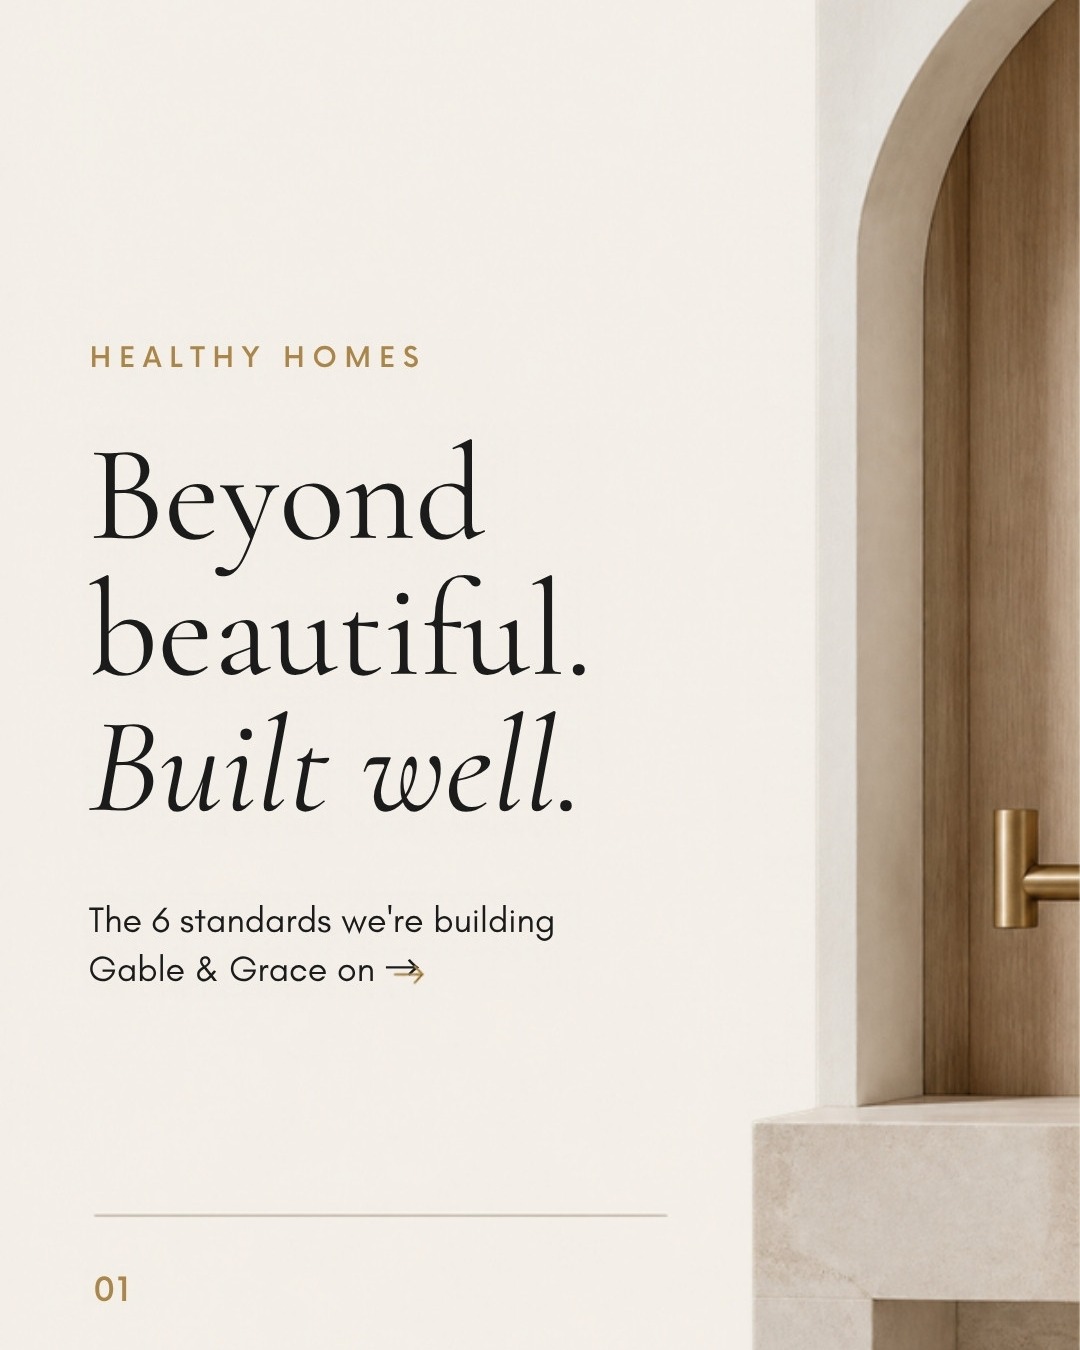 HEALTHY HOMES
Beyond
beautiful.
Built well.
The 6 standards we're building
Gable & Grace on →
01